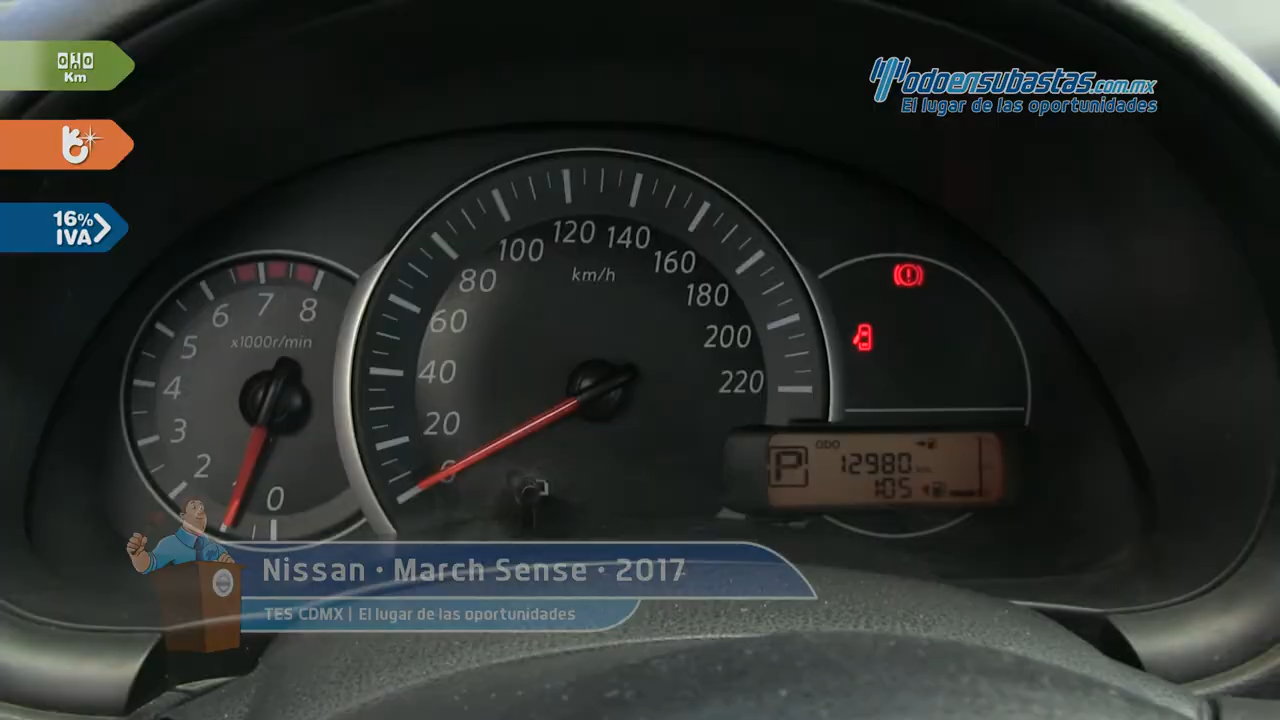 040
Km
16%
IVA
Todoensubastas.com.mx
El lugar de las oportunidades
0
2
3
4
5
6
7
8
x1000r/min
0
20
40
60
80
100
120
140
160
180
200
220
km/h
P
ODO
12980
105
Nissan · March Sense · 2017
TES CDMX | El lugar de las oportunidades